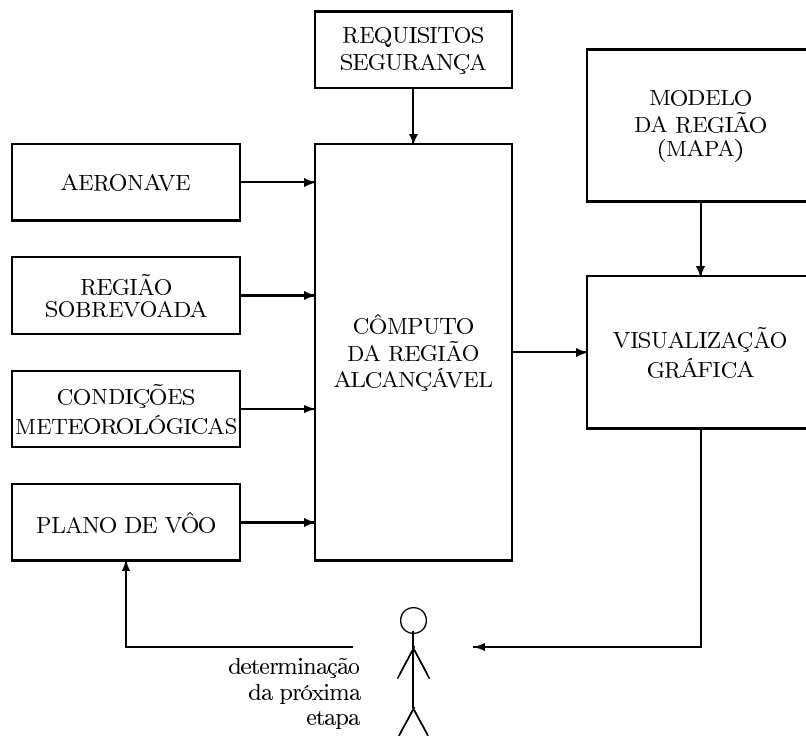 REQUISITOS
SEGURANÇA
MODELO
DA REGIÃO
(MAPA)
AERONAVE
REGIÃO
SOBREVOADA
CONDIÇÕES
METEOROLÓGICAS
PLANO DE VÔO
CÔMPUTO
DA REGIÃO
ALCANÇÁVEL
VISUALIZAÇÃO
GRÁFICA
determinação
da próxima
etapa